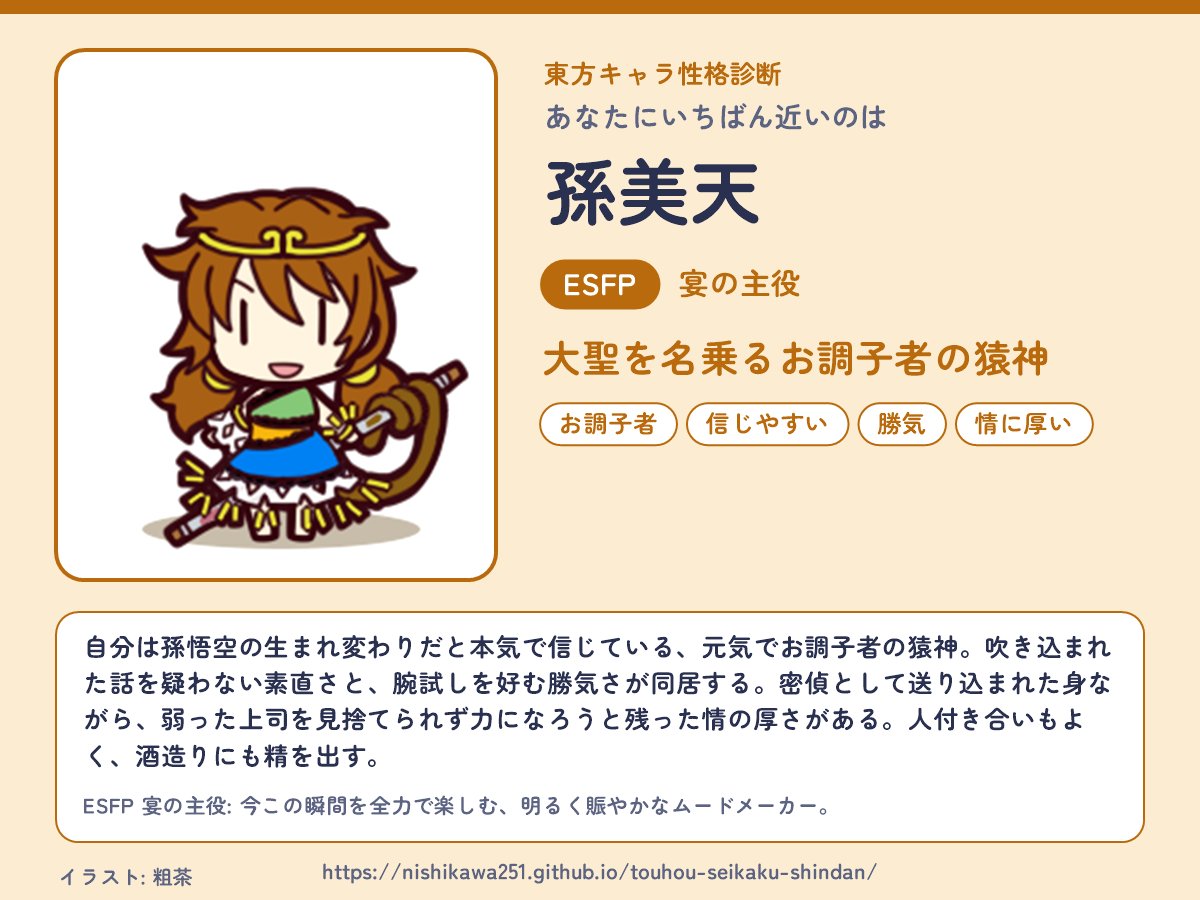 東方キャラ性格診断
あなたにいちばん近いのは
孫美天
ESFP 宴の主役
大聖を名乗るお調子者の猿神
お調子者 信じやすい 勝気 情に厚い
自分は孫悟空の生まれ変わりだと本気で信じている、元気でお調子者の猿神。吹き込まれ
た話を疑わない素直さと、腕試しを好む勝気さが同居する。密偵として送り込まれた身な
がら、弱った上司を見捨てられず力になろうと残った情の厚さがある。人付き合いもよ
く、酒造りにも精を出す。
ESFP 宴の主役: 今この瞬間を全力で楽しむ、明るく賑やかなムードメーカー。
イラスト: 粗茶 https://nishikawa251.github.io/touhou-seikaku-shindan/